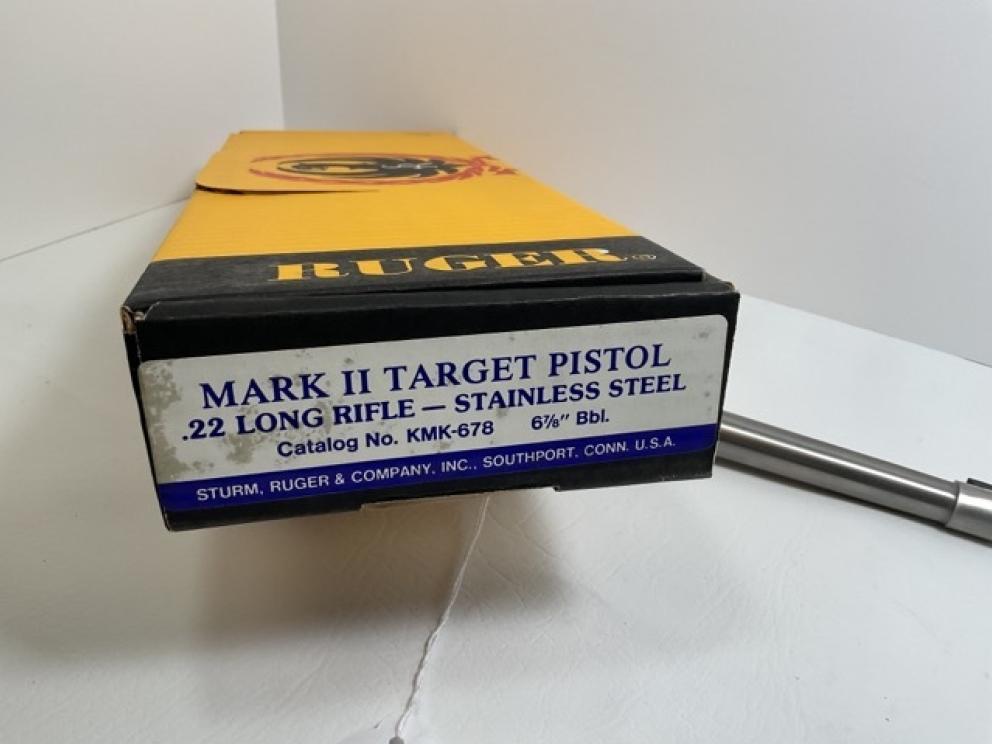 RUGER®
MARK II TARGET PISTOL
.22 LONG RIFLE — STAINLESS STEEL
Catalog No. KMK-678 6⅞" Bbl.
STURM, RUGER & COMPANY, INC., SOUTHPORT, CONN. U.S.A.